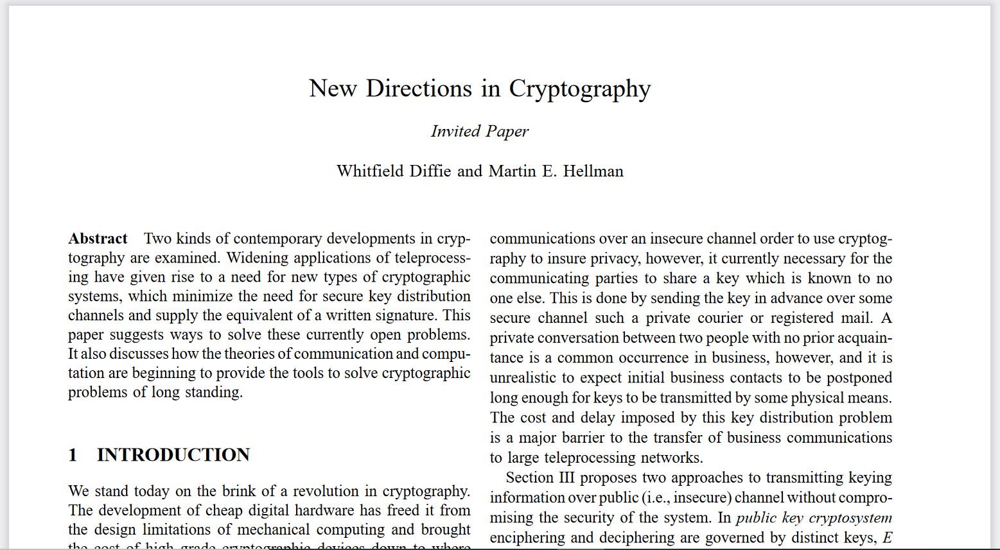 New Directions in Cryptography
Invited Paper
Whitfield Diffie and Martin E. Hellman
Abstract Two kinds of contemporary developments in cryp-
tography are examined. Widening applications of teleprocess-
ing have given rise to a need for new types of cryptographic
systems, which minimize the need for secure key distribution
channels and supply the equivalent of a written signature. This
paper suggests ways to solve these currently open problems.
It also discusses how the theories of communication and compu-
tation are beginning to provide the tools to solve cryptographic
problems of long standing.
1 INTRODUCTION
We stand today on the brink of a revolution in cryptography.
The development of cheap digital hardware has freed it from
the design limitations of mechanical computing and brought
the cost of high grade cryptographic devices down to where
communications over an insecure channel order to use cryptog-
raphy to insure privacy, however, it currently necessary for the
communicating parties to share a key which is known to no
one else. This is done by sending the key in advance over some
secure channel such a private courier or registered mail. A
private conversation between two people with no prior acquain-
tance is a common occurrence in business, however, and it is
unrealistic to expect initial business contacts to be postponed
long enough for keys to be transmitted by some physical means.
The cost and delay imposed by this key distribution problem
is a major barrier to the transfer of business communications
to large teleprocessing networks.
Section III proposes two approaches to transmitting keying
information over public (i.e., insecure) channel without compro-
mising the security of the system. In public key cryptosystem
enciphering and deciphering are governed by distinct keys, E